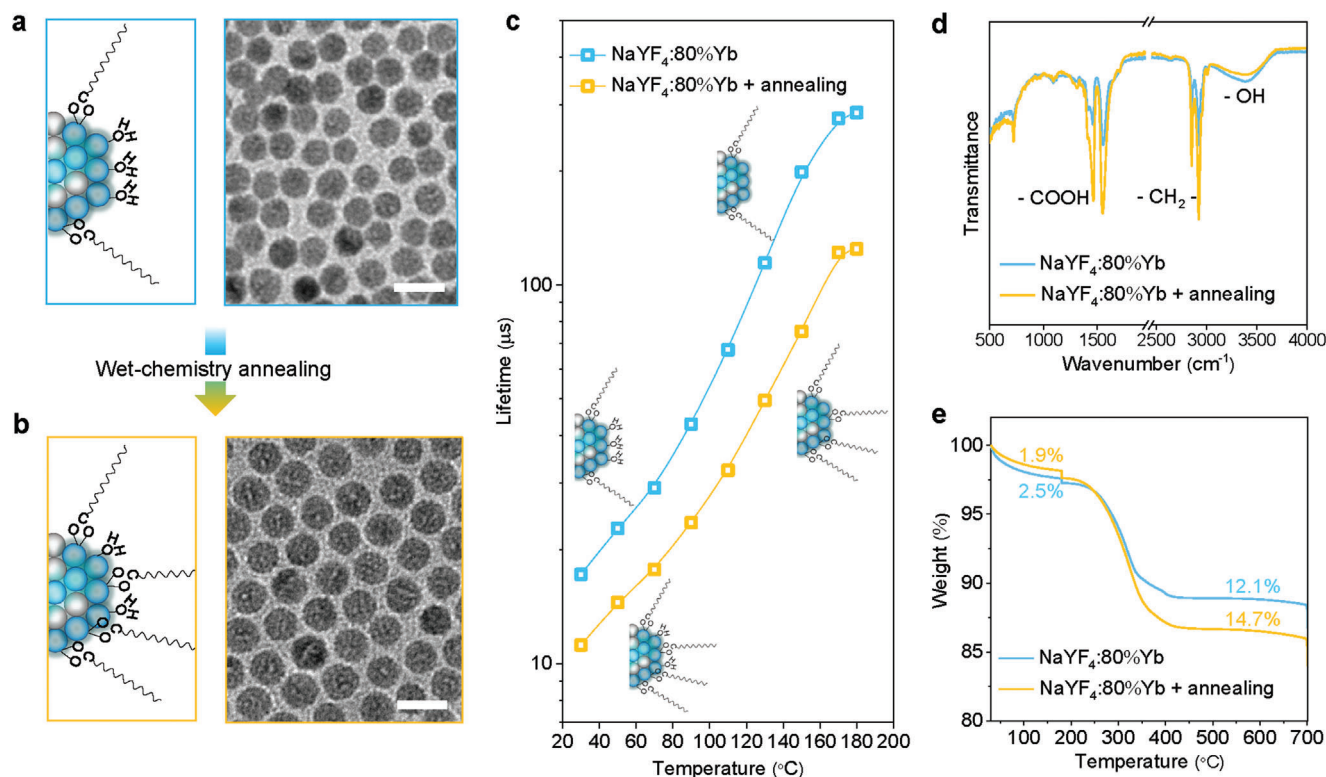 a
Wet-chemistry annealing
b
c
NaYF₄:80%Yb
NaYF₄:80%Yb + annealing
Lifetime (μs)
100
10
20 40 60 80 100 120 140 160 180 200
Temperature (°C)
d
- OH
- COOH
- CH₂ -
NaYF₄:80%Yb
NaYF₄:80%Yb + annealing
Transmittance
500 1000 1500 2500 3000 3500 4000
Wavenumber (cm⁻¹)
e
100
95
90
85
80
1.9%
2.5%
12.1%
14.7%
NaYF₄:80%Yb
NaYF₄:80%Yb + annealing
Weight (%)
100 200 300 400 500 600 700
Temperature (°C)